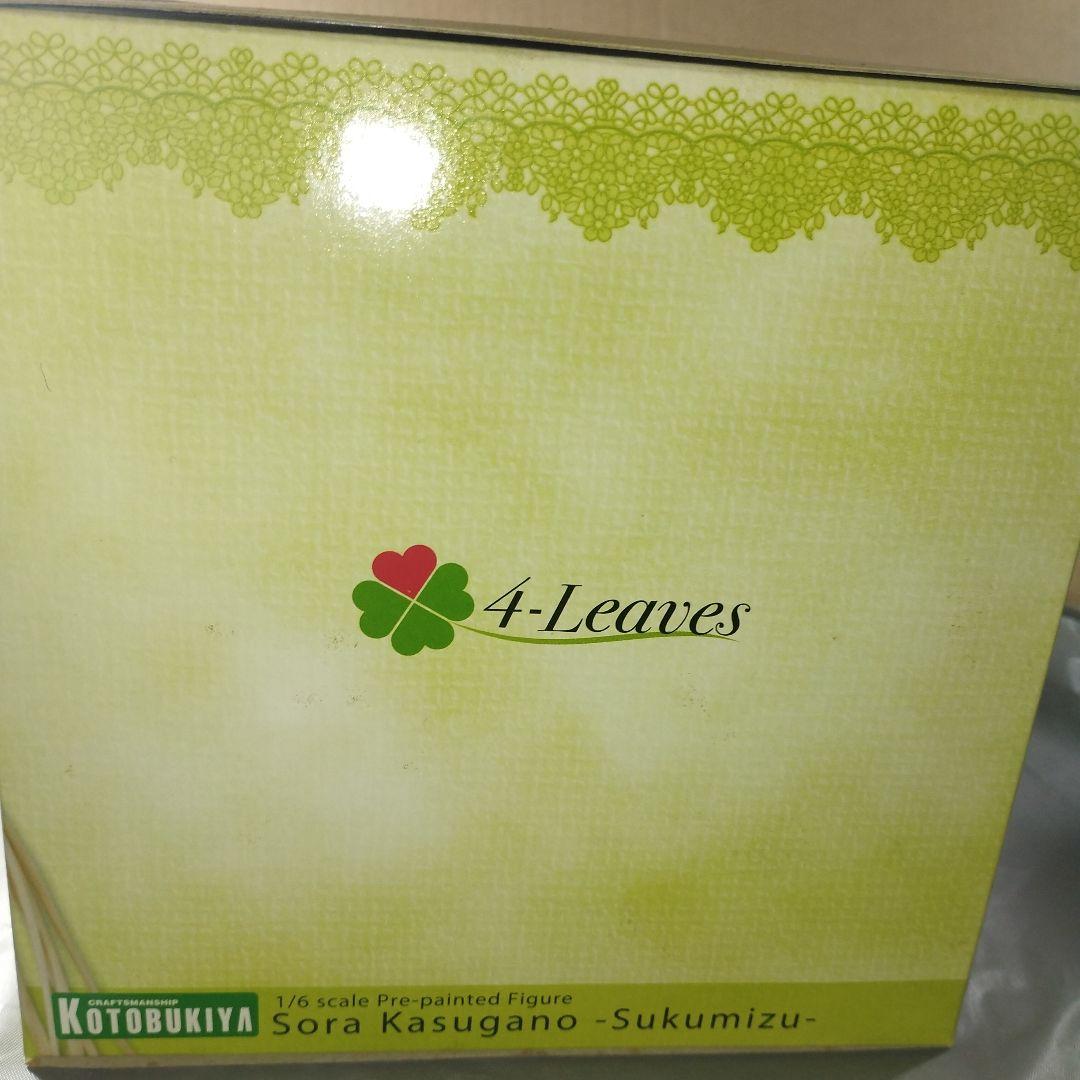 4-Leaves
CRAFTSMANSHIP
KOTOBUKIYA
1/6 scale Pre-painted Figure
Sora Kasugano -Sukumizu-